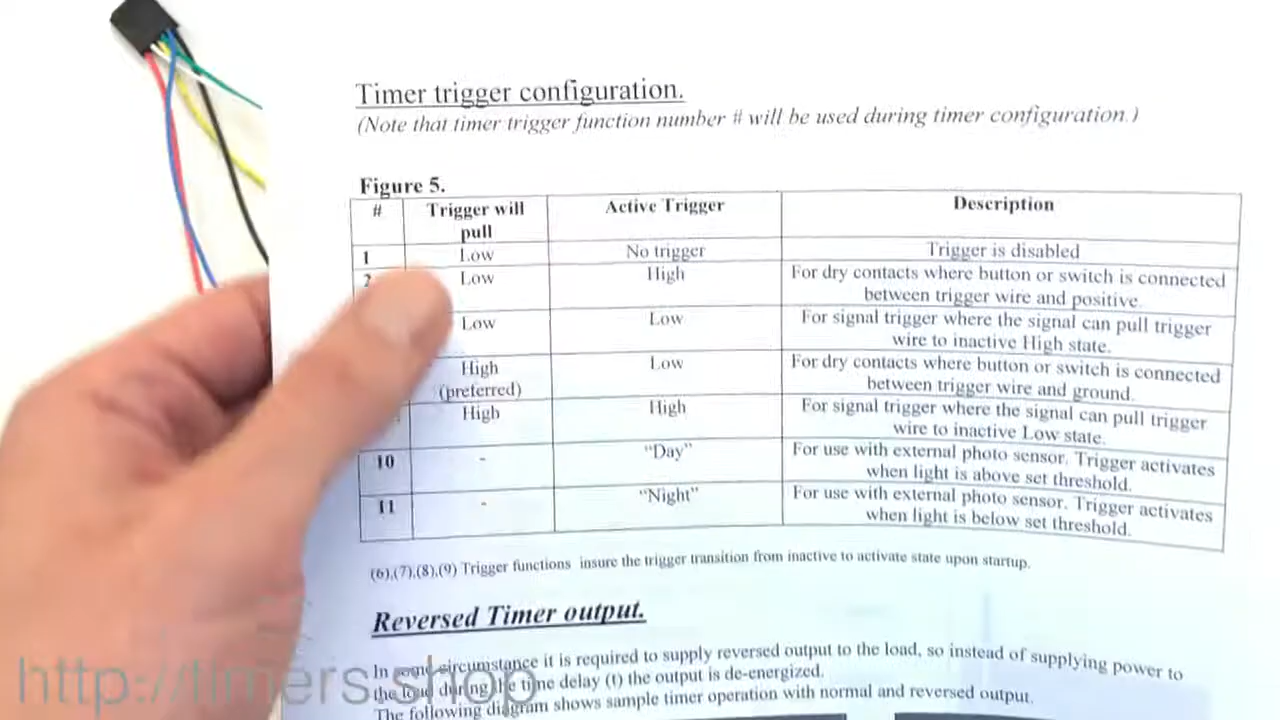 Timer trigger configuration.
(Note that timer trigger function number # will be used during timer configuration.)
Figure 5.
# Trigger will pull Active Trigger Description
1 Low No trigger Trigger is disabled
2 Low High For dry contacts where button or switch is connected
between trigger wire and positive.
Low Low For signal trigger where the signal can pull trigger
wire to inactive High state.
High (preferred) Low For dry contacts where button or switch is connected
between trigger wire and ground.
High High For signal trigger where the signal can pull trigger
wire to inactive Low state.
10 - “Day” For use with external photo sensor. Trigger activates
when light is above set threshold.
11 - “Night” For use with external photo sensor. Trigger activates
when light is below set threshold.
(6),(7),(8),(9) Trigger functions insure the trigger transition from inactive to activate state upon startup.
Reversed Timer output.
In some circumstance it is required to supply reversed output to the load, so instead of supplying power to
the load during the time delay (t) the output is de-energized.
The following diagram shows sample timer operation with normal and reversed output.
http://timers.shop